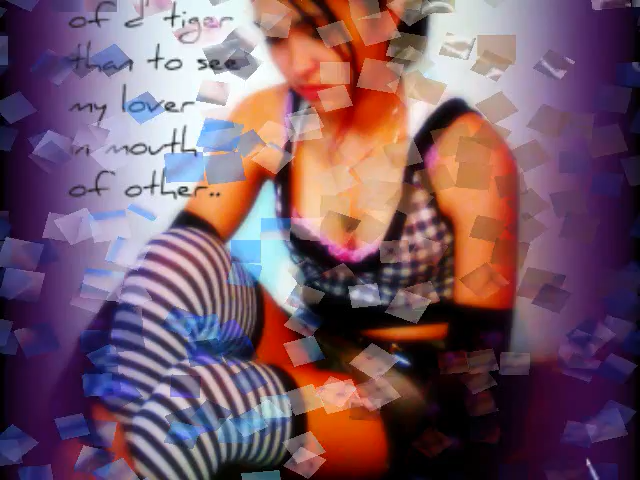 of d' tiger
than to see
my lover
in mouth
of other..